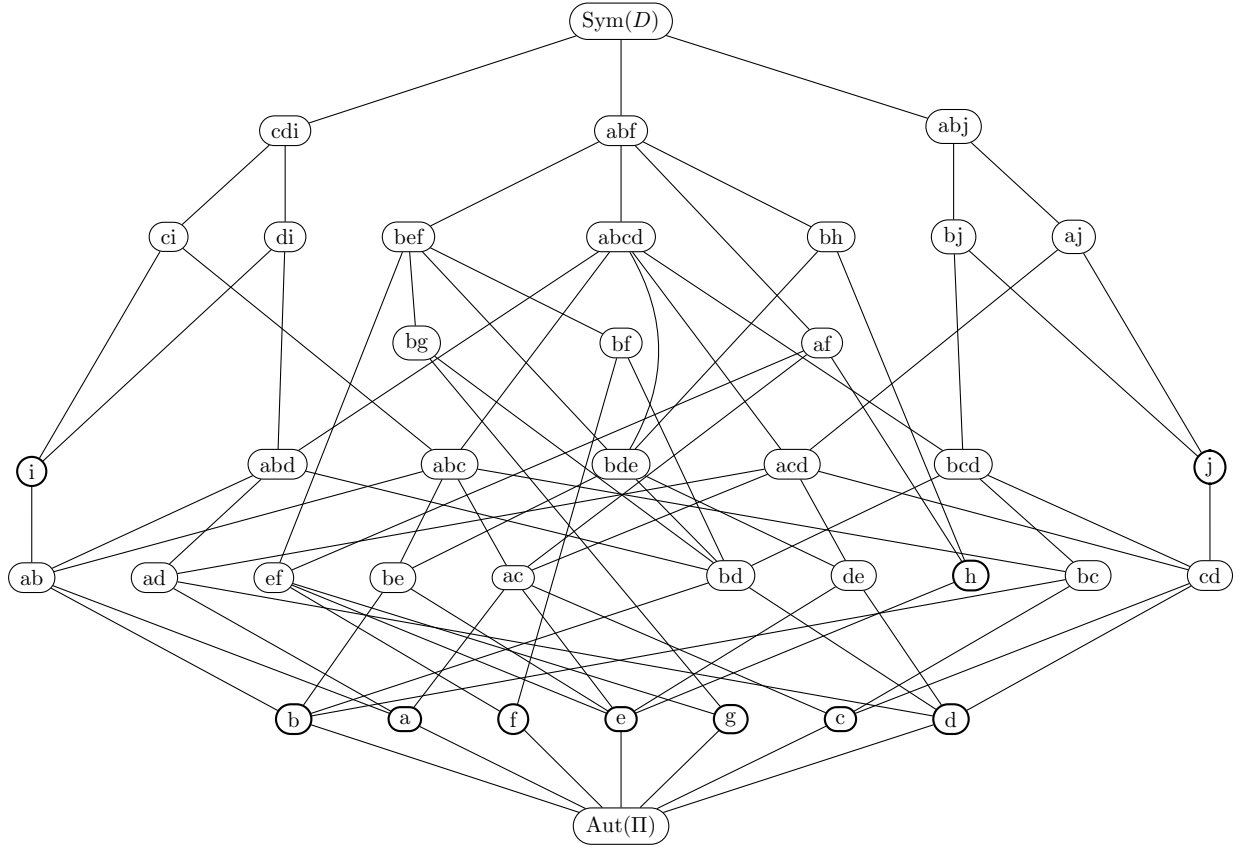 Sym(D)
cdi abf abj
ci di bef abcd bh bj aj
bg bf af
i abd abc bde acd bcd j
ab ad ef be ac bd de h bc cd
b a f e g c d
Aut(Π)